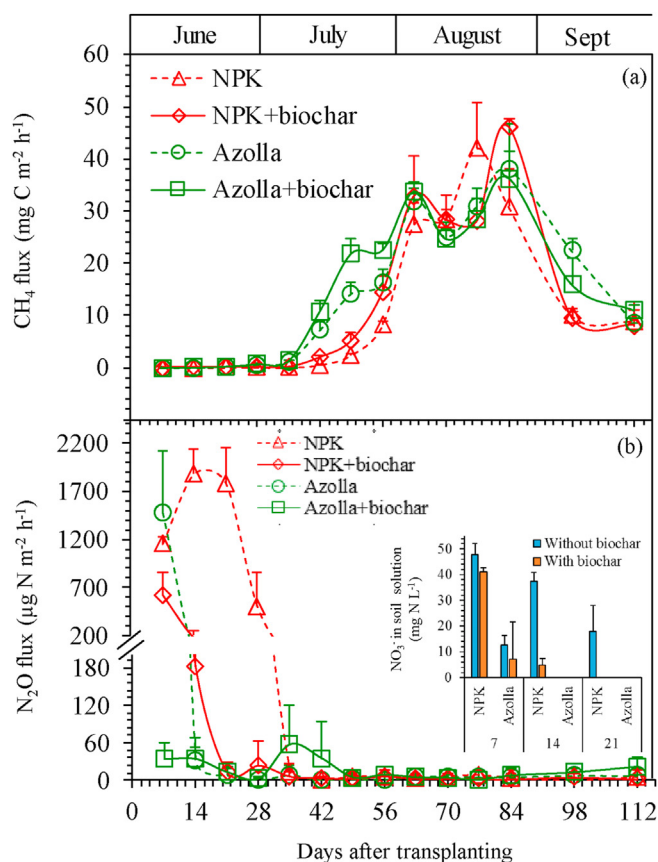 June July August Sept
(a)
60
50
40
30
20
10
0
CH₄ flux (mg C m⁻² h⁻¹)
NPK
NPK+biochar
Azolla
Azolla+biochar
(b)
2200
1700
1200
700
200
180
120
60
0
N₂O flux (µg N m⁻² h⁻¹)
NPK
NPK+biochar
Azolla
Azolla+biochar
Without biochar
With biochar
50
40
30
20
10
0
NO₃⁻ in soil solution
(mg N L⁻¹)
NPK Azolla NPK Azolla NPK Azolla
7 14 21
0 14 28 42 56 70 84 98 112
Days after transplanting